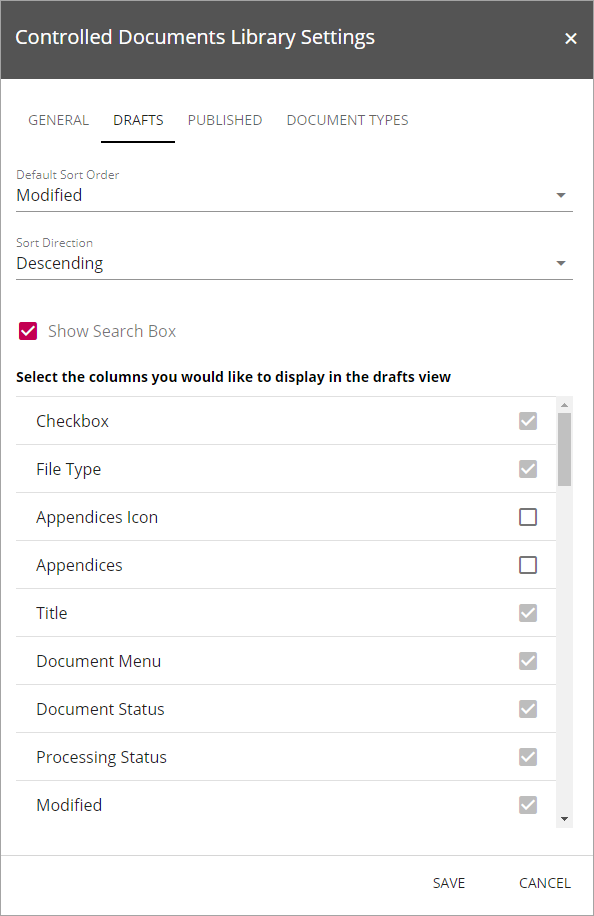 Controlled Documents Library Settings
GENERAL DRAFTS PUBLISHED DOCUMENT TYPES
Default Sort Order
Modified
Sort Direction
Descending
Show Search Box
Select the columns you would like to display in the drafts view
Checkbox
File Type
Appendices Icon
Appendices
Title
Document Menu
Document Status
Processing Status
Modified
SAVE CANCEL